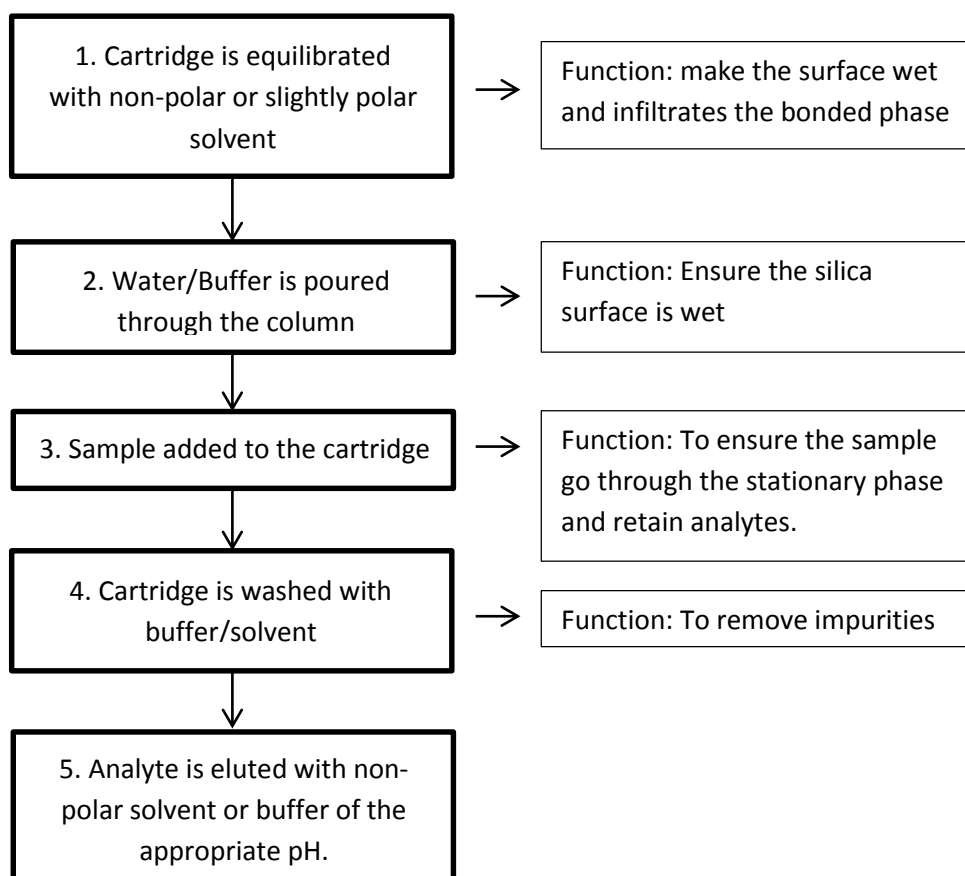 1. Cartridge is equilibrated
with non-polar or slightly polar
solvent
Function: make the surface wet
and infiltrates the bonded phase
2. Water/Buffer is poured
through the column
Function: Ensure the silica
surface is wet
3. Sample added to the cartridge
Function: To ensure the sample
go through the stationary phase
and retain analytes.
4. Cartridge is washed with
buffer/solvent
Function: To remove impurities
5. Analyte is eluted with non-
polar solvent or buffer of the
appropriate pH.